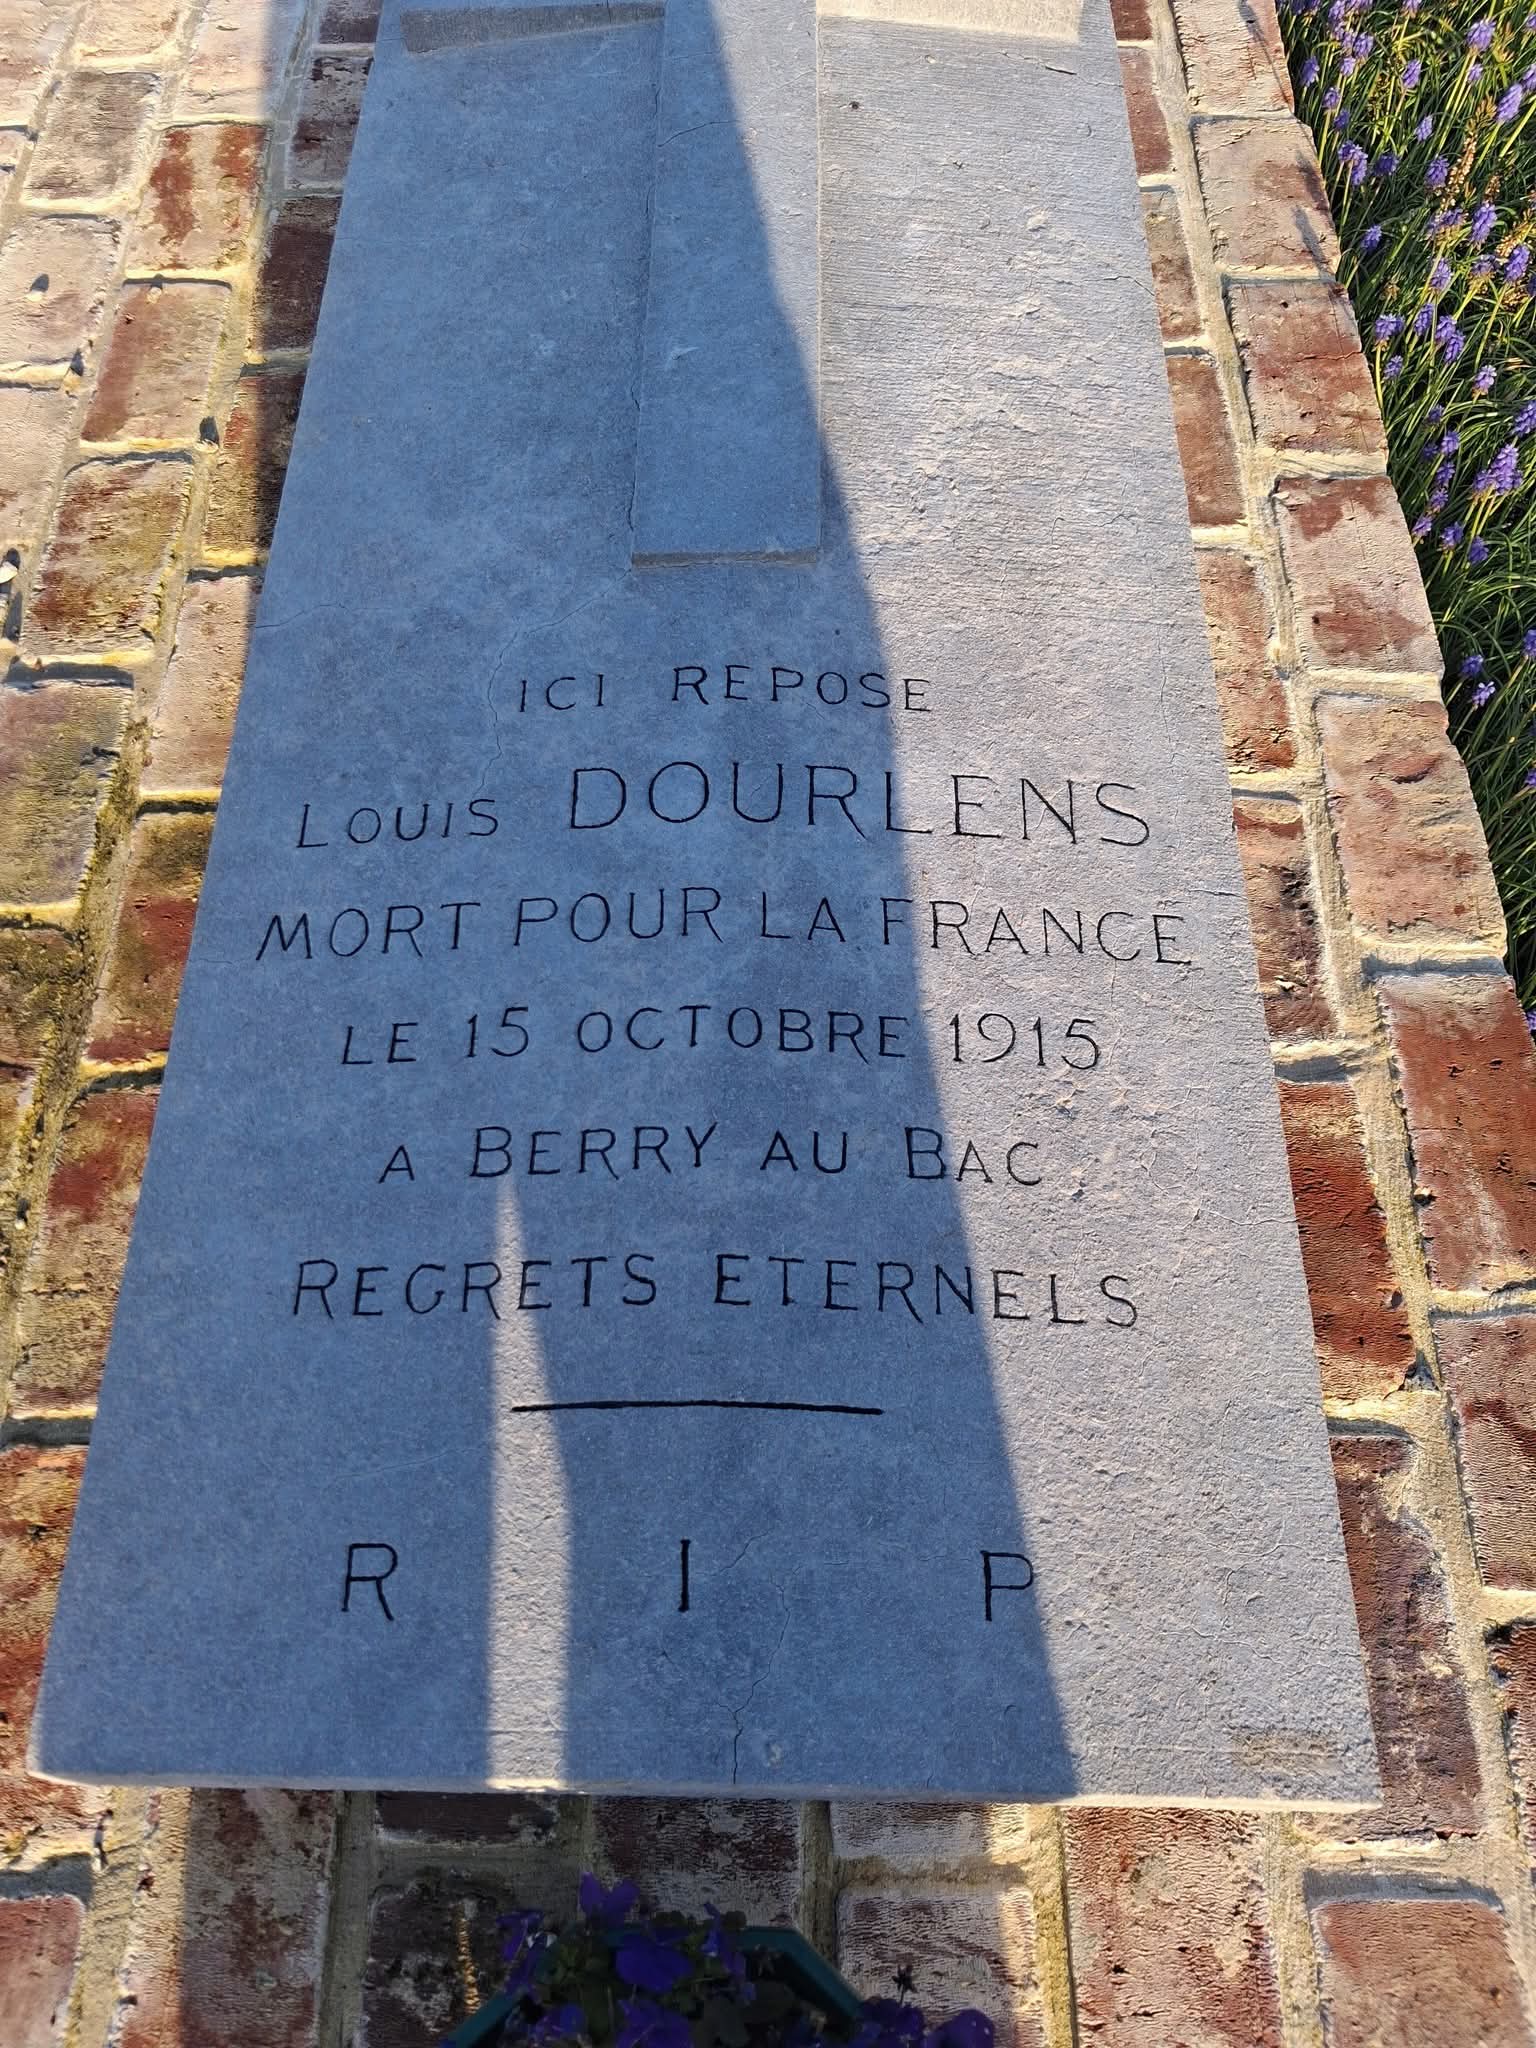 ICI REPOSE
LOUIS DOURLENS
MORT POUR LA FRANCE
LE 15 OCTOBRE 1915
A BERRY AU BAC
REGRETS ETERNELS
R I P